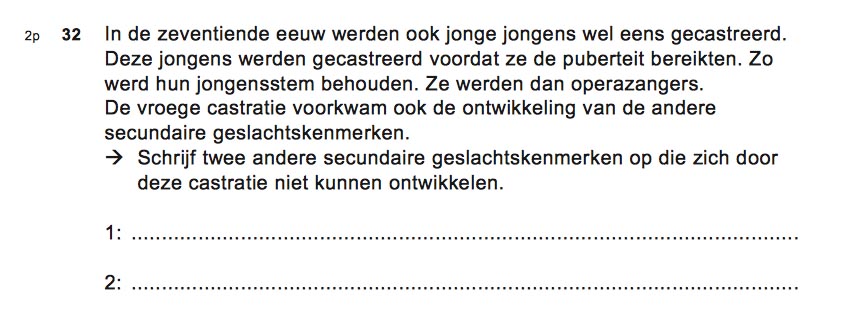 2p 32 In de zeventiende eeuw werden ook jonge jongens wel eens gecastreerd.
Deze jongens werden gecastreerd voordat ze de puberteit bereikten. Zo
werd hun jongensstem behouden. Ze werden dan operazangers.
De vroege castratie voorkwam ook de ontwikkeling van de andere
secundaire geslachtskenmerken.
→ Schrijf twee andere secundaire geslachtskenmerken op die zich door
deze castratie niet kunnen ontwikkelen.
1: ................................................................................................................
2: ................................................................................................................